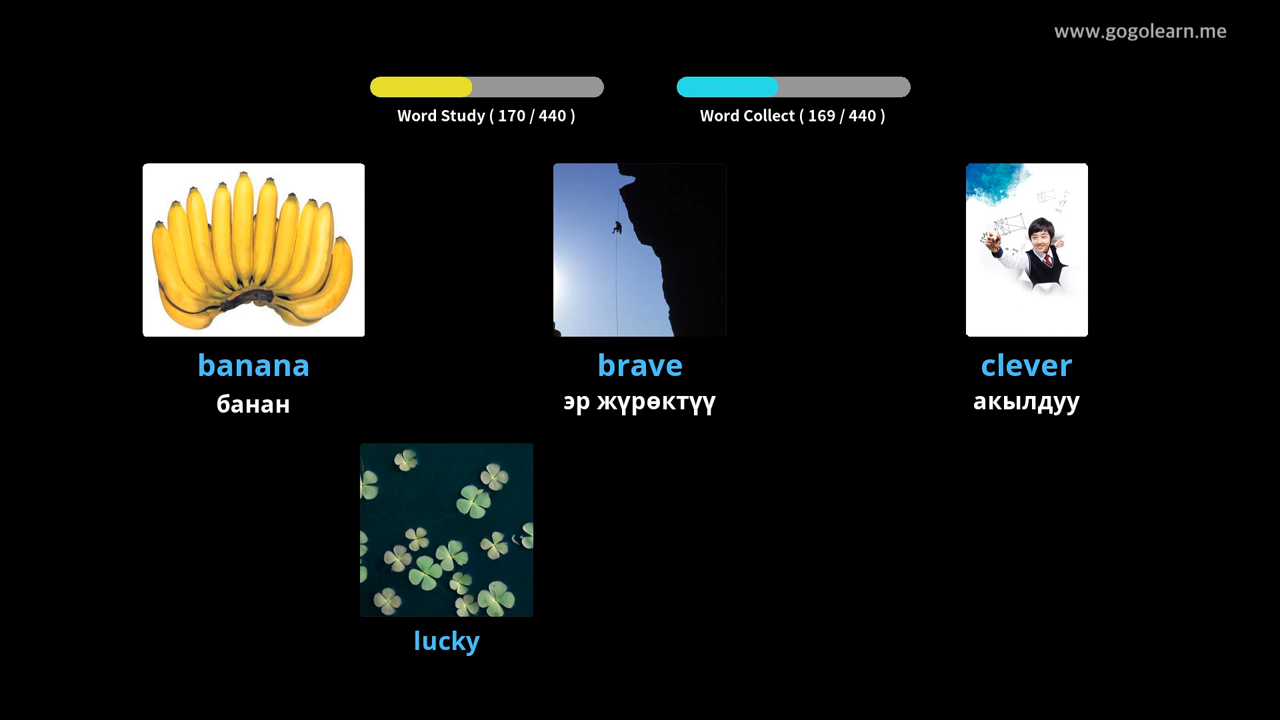 www.gogolearn.me
Word Study ( 170 / 440 )
Word Collect ( 169 / 440 )
banana
brave
clever
банан
эр жүрөктүү
акылдуу
lucky